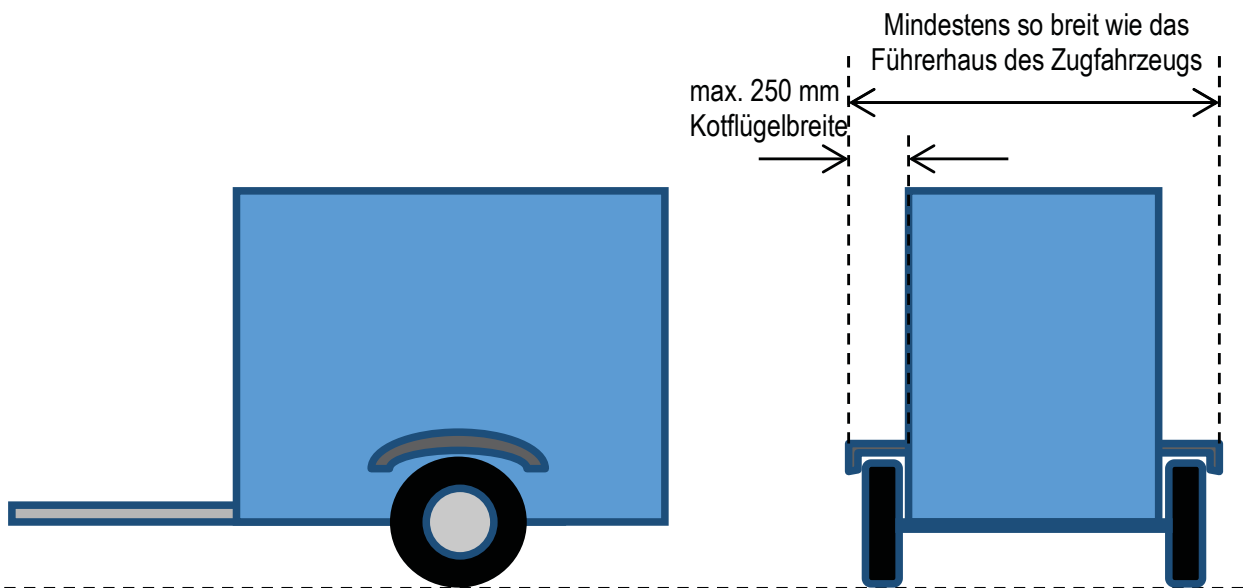 Mindestens so breit wie das
Führerhaus des Zugfahrzeugs
max. 250 mm
Kotflügelbreite